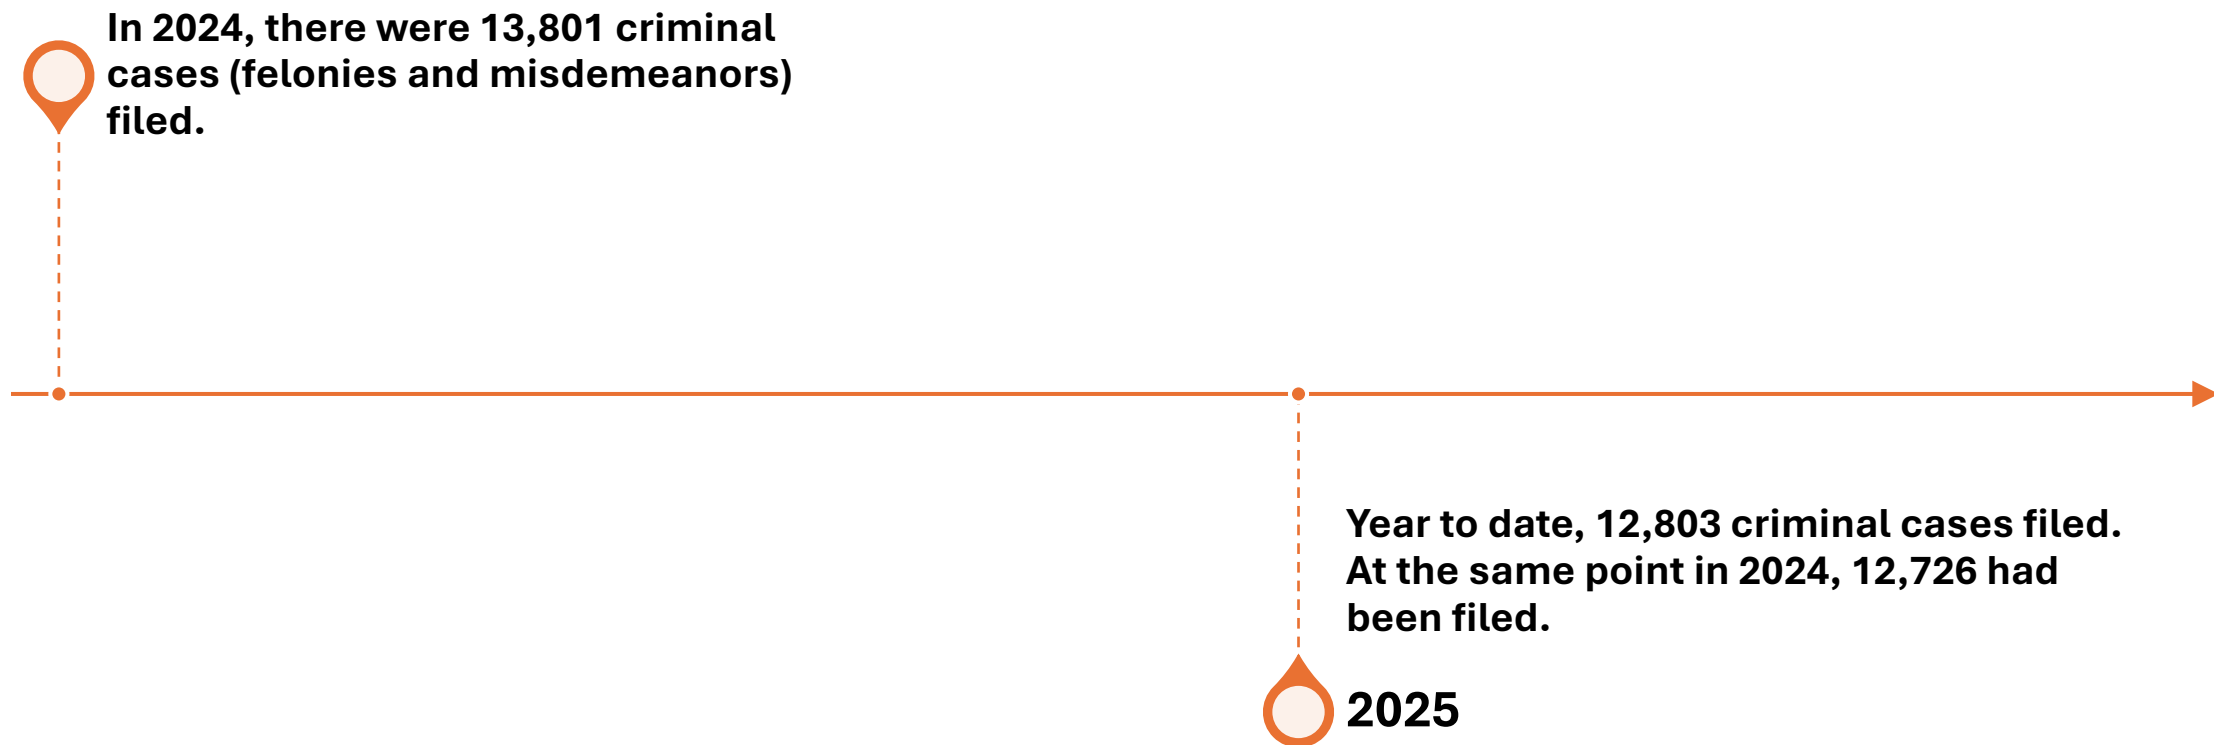 In 2024, there were 13,801 criminal
cases (felonies and misdemeanors)
filed.
Year to date, 12,803 criminal cases filed.
At the same point in 2024, 12,726 had
been filed.
2025